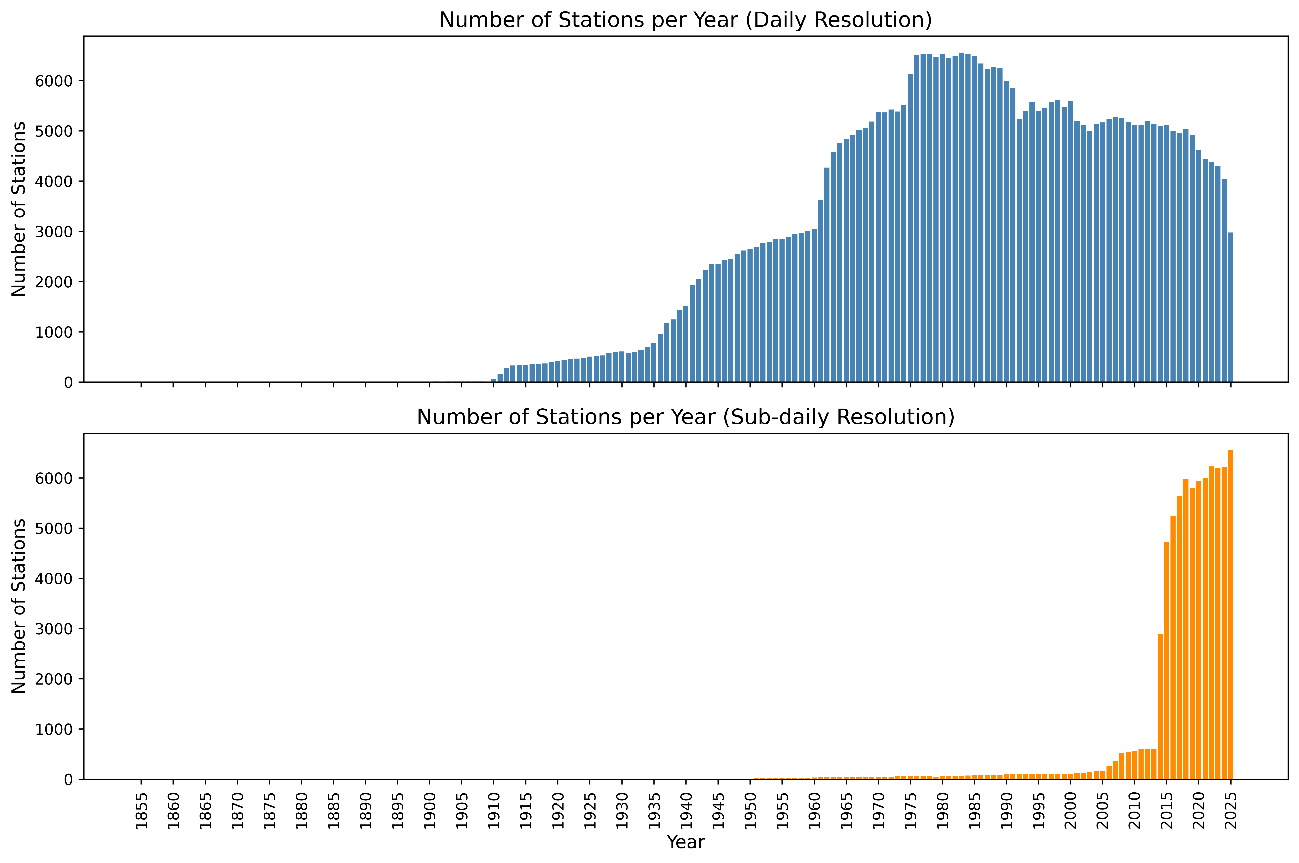 Number of Stations per Year (Daily Resolution)
Number of Stations
6000
5000
4000
3000
2000
1000
0
Number of Stations per Year (Sub-daily Resolution)
Number of Stations
6000
5000
4000
3000
2000
1000
0
1855 1860 1865 1870 1875 1880 1885 1890 1895 1900 1905 1910 1915 1920 1925 1930 1935 1940 1945 1950 1955 1960 1965 1970 1975 1980 1985 1990 1995 2000 2005 2010 2015 2020 2025
Year